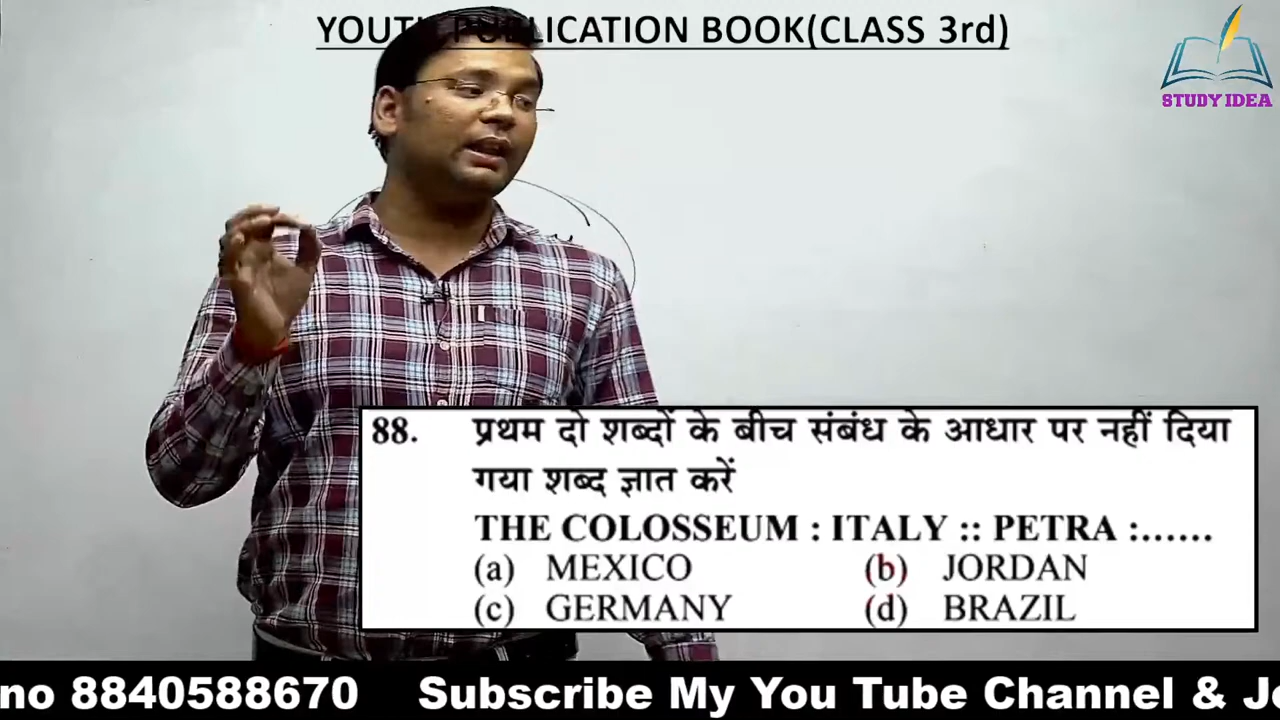 YOUTH PUBLICATION BOOK(CLASS 3rd)
STUDY IDEA
88. प्रथम दो शब्दों के बीच संबंध के आधार पर नहीं दिया
गया शब्द ज्ञात करें
THE COLOSSEUM : ITALY :: PETRA :......
(a) MEXICO (b) JORDAN
(c) GERMANY (d) BRAZIL
no 8840588670 Subscribe My You Tube Channel &